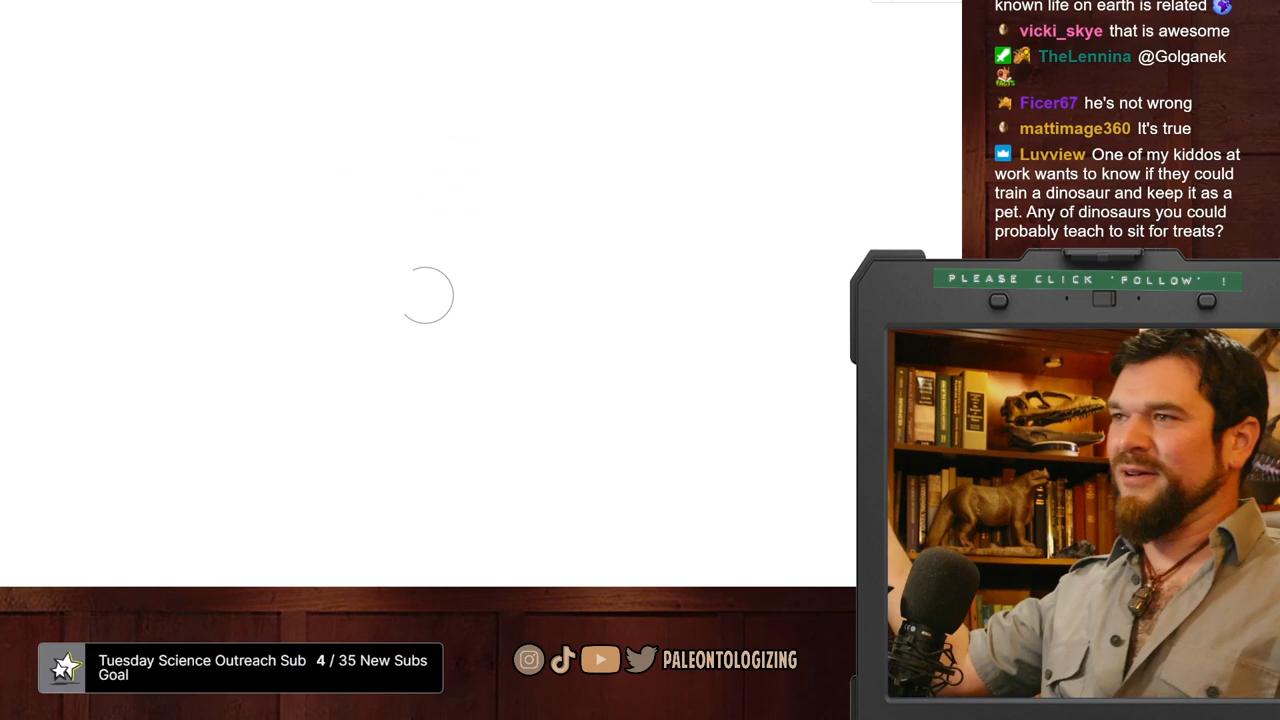 known life on earth is related
vicki_skye that is awesome
TheLennina @Golganek
Ficer67 he's not wrong
mattimage360 It's true
Luvview One of my kiddos at
work wants to know if they could
train a dinosaur and keep it as a
pet. Any of dinosaurs you could
probably teach to sit for treats?
PLEASE CLICK 'FOLLOW' !
Tuesday Science Outreach Sub 4 / 35 New Subs
Goal
PALEONTOLOGIZING